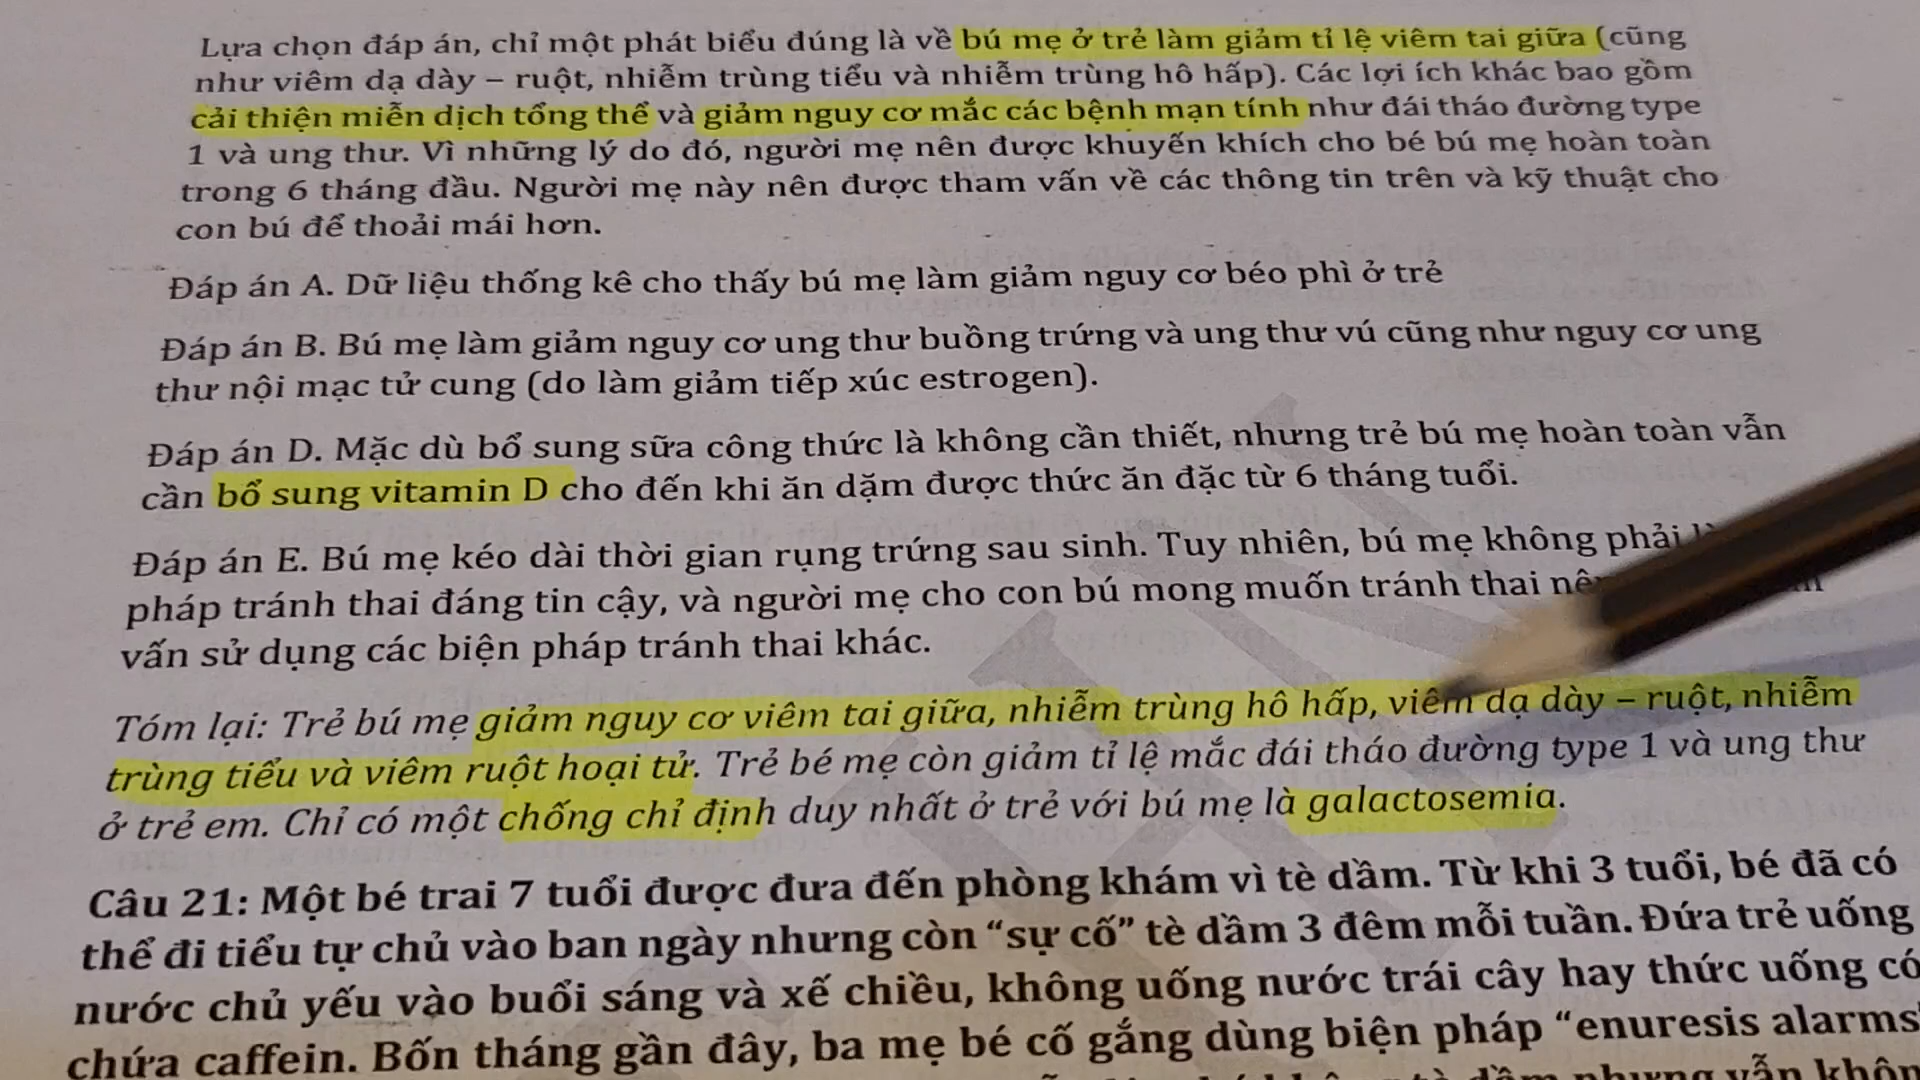 Lựa chọn đáp án, chỉ một phát biểu đúng là về bú mẹ ở trẻ làm giảm tỉ lệ viêm tai giữa (cũng
như viêm dạ dày – ruột, nhiễm trùng tiểu và nhiễm trùng hô hấp). Các lợi ích khác bao gồm
cải thiện miễn dịch tổng thể và giảm nguy cơ mắc các bệnh mạn tính như đái tháo đường type
1 và ung thư. Vì những lý do đó, người mẹ nên được khuyến khích cho bé bú mẹ hoàn toàn
trong 6 tháng đầu. Người mẹ này nên được tham vấn về các thông tin trên và kỹ thuật cho
con bú để thoải mái hơn.
Đáp án A. Dữ liệu thống kê cho thấy bú mẹ làm giảm nguy cơ béo phì ở trẻ
Đáp án B. Bú mẹ làm giảm nguy cơ ung thư buồng trứng và ung thư vú cũng như nguy cơ ung
thư nội mạc tử cung (do làm giảm tiếp xúc estrogen).
Đáp án D. Mặc dù bổ sung sữa công thức là không cần thiết, nhưng trẻ bú mẹ hoàn toàn vẫn
cần bổ sung vitamin D cho đến khi ăn dặm được thức ăn đặc từ 6 tháng tuổi.
Đáp án E. Bú mẹ kéo dài thời gian rụng trứng sau sinh. Tuy nhiên, bú mẹ không phải
pháp tránh thai đáng tin cậy, và người mẹ cho con bú mong muốn tránh thai
vấn sử dụng các biện pháp tránh thai khác.
Tóm lại: Trẻ bú mẹ giảm nguy cơ viêm tai giữa, nhiễm trùng hô hấp, viêm dạ dày – ruột, nhiễm
trùng tiểu và viêm ruột hoại tử. Trẻ bé mẹ còn giảm tỉ lệ mắc đái tháo đường type 1 và ung thư
ở trẻ em. Chỉ có một chống chỉ định duy nhất ở trẻ với bú mẹ là galactosemia.
Câu 21: Một bé trai 7 tuổi được đưa đến phòng khám vì tè dầm. Từ khi 3 tuổi, bé đã có
thể đi tiểu tự chủ vào ban ngày nhưng còn “sự cố” tè dầm 3 đêm mỗi tuần. Đứa trẻ uống
nước chủ yếu vào buổi sáng và xế chiều, không uống nước trái cây hay thức uống có
chứa caffein. Bốn tháng gần đây, ba mẹ bé cố gắng dùng biện pháp “enuresis alarms”
tè dầm nhưng vẫn